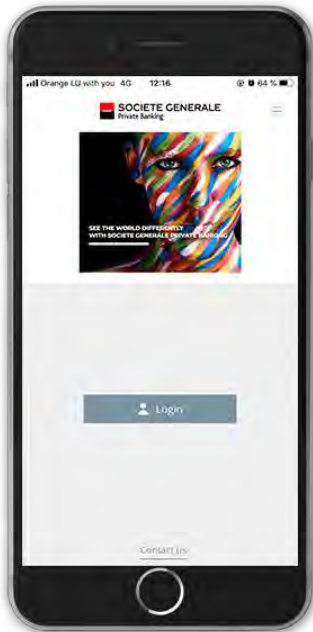 Orange LU with you 4G 12:16 64 %
SOCIETE GENERALE
Private Banking
SEE THE WORLD DIFFERENTLY
WITH SOCIETE GENERALE PRIVATE BANKING
Login
Contact us